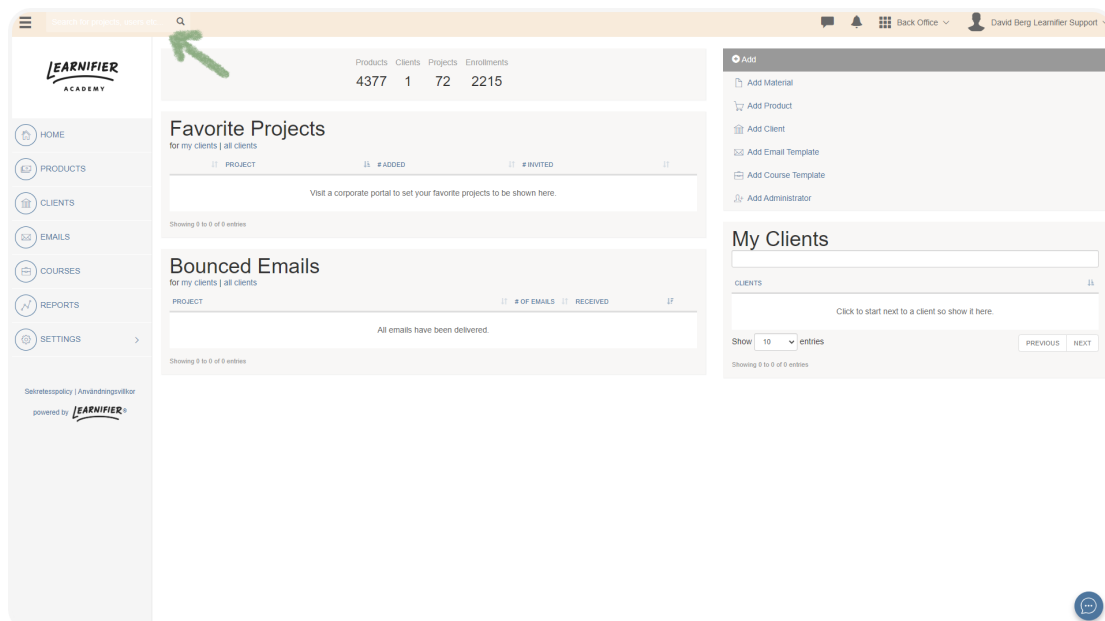 Back Office
David Berg Learnifier Support
LEARNIFIER
ACADEMY
HOME
PRODUCTS
CLIENTS
EMAILS
COURSES
REPORTS
SETTINGS
Sekretesspolicy | Användningsvillkor
powered by LEARNIFIER®
Products Clients Projects Enrollments
4377 1 72 2215
Favorite Projects
for my clients | all clients
PROJECT # ADDED # INVITED
Visit a corporate portal to set your favorite projects to be shown here.
Showing 0 to 0 of 0 entries
Bounced Emails
for my clients | all clients
PROJECT # OF EMAILS RECEIVED
All emails have been delivered.
Showing 0 to 0 of 0 entries
Add
Add Material
Add Product
Add Client
Add Email Template
Add Course Template
Add Administrator
My Clients
CLIENTS
Click to start next to a client so show it here.
Show 10 entries
PREVIOUS NEXT
Showing 0 to 0 of 0 entries